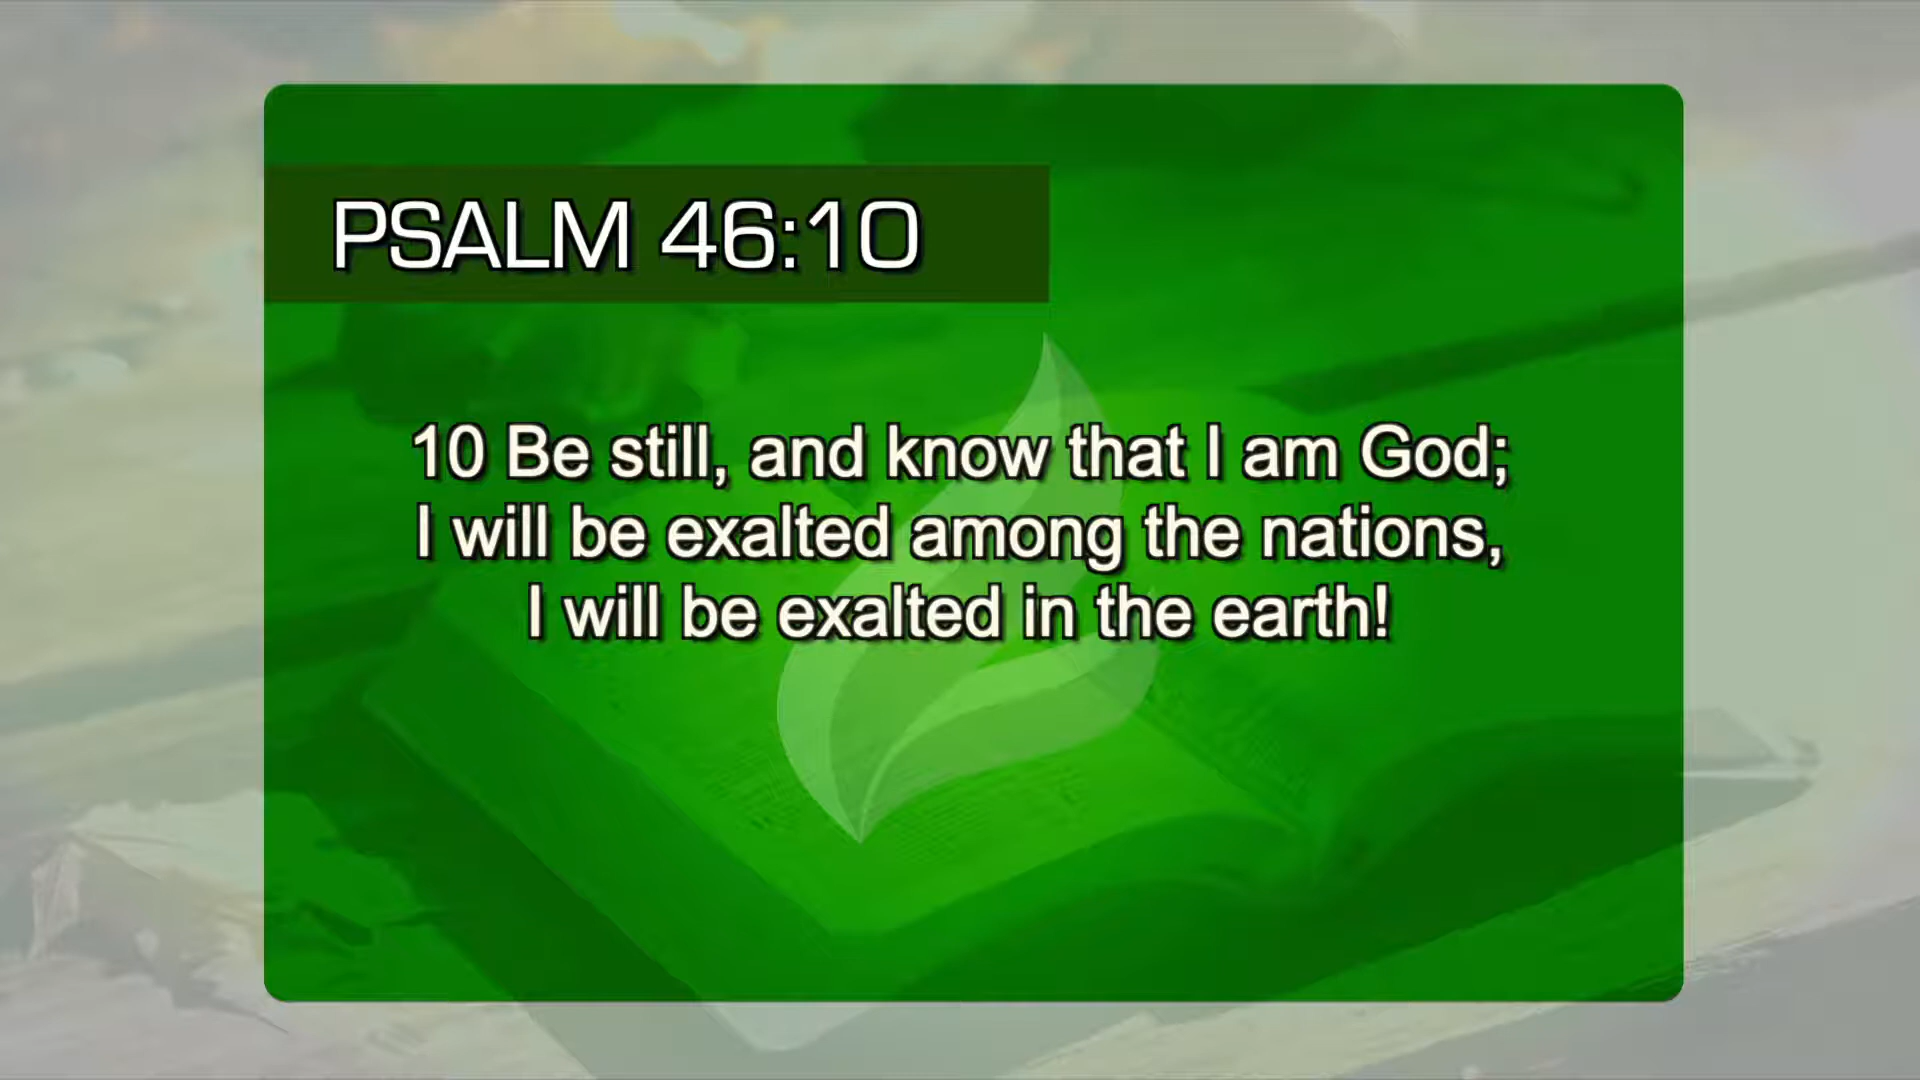 PSALM 46:10
10 Be still, and know that I am God;
I will be exalted among the nations,
I will be exalted in the earth!